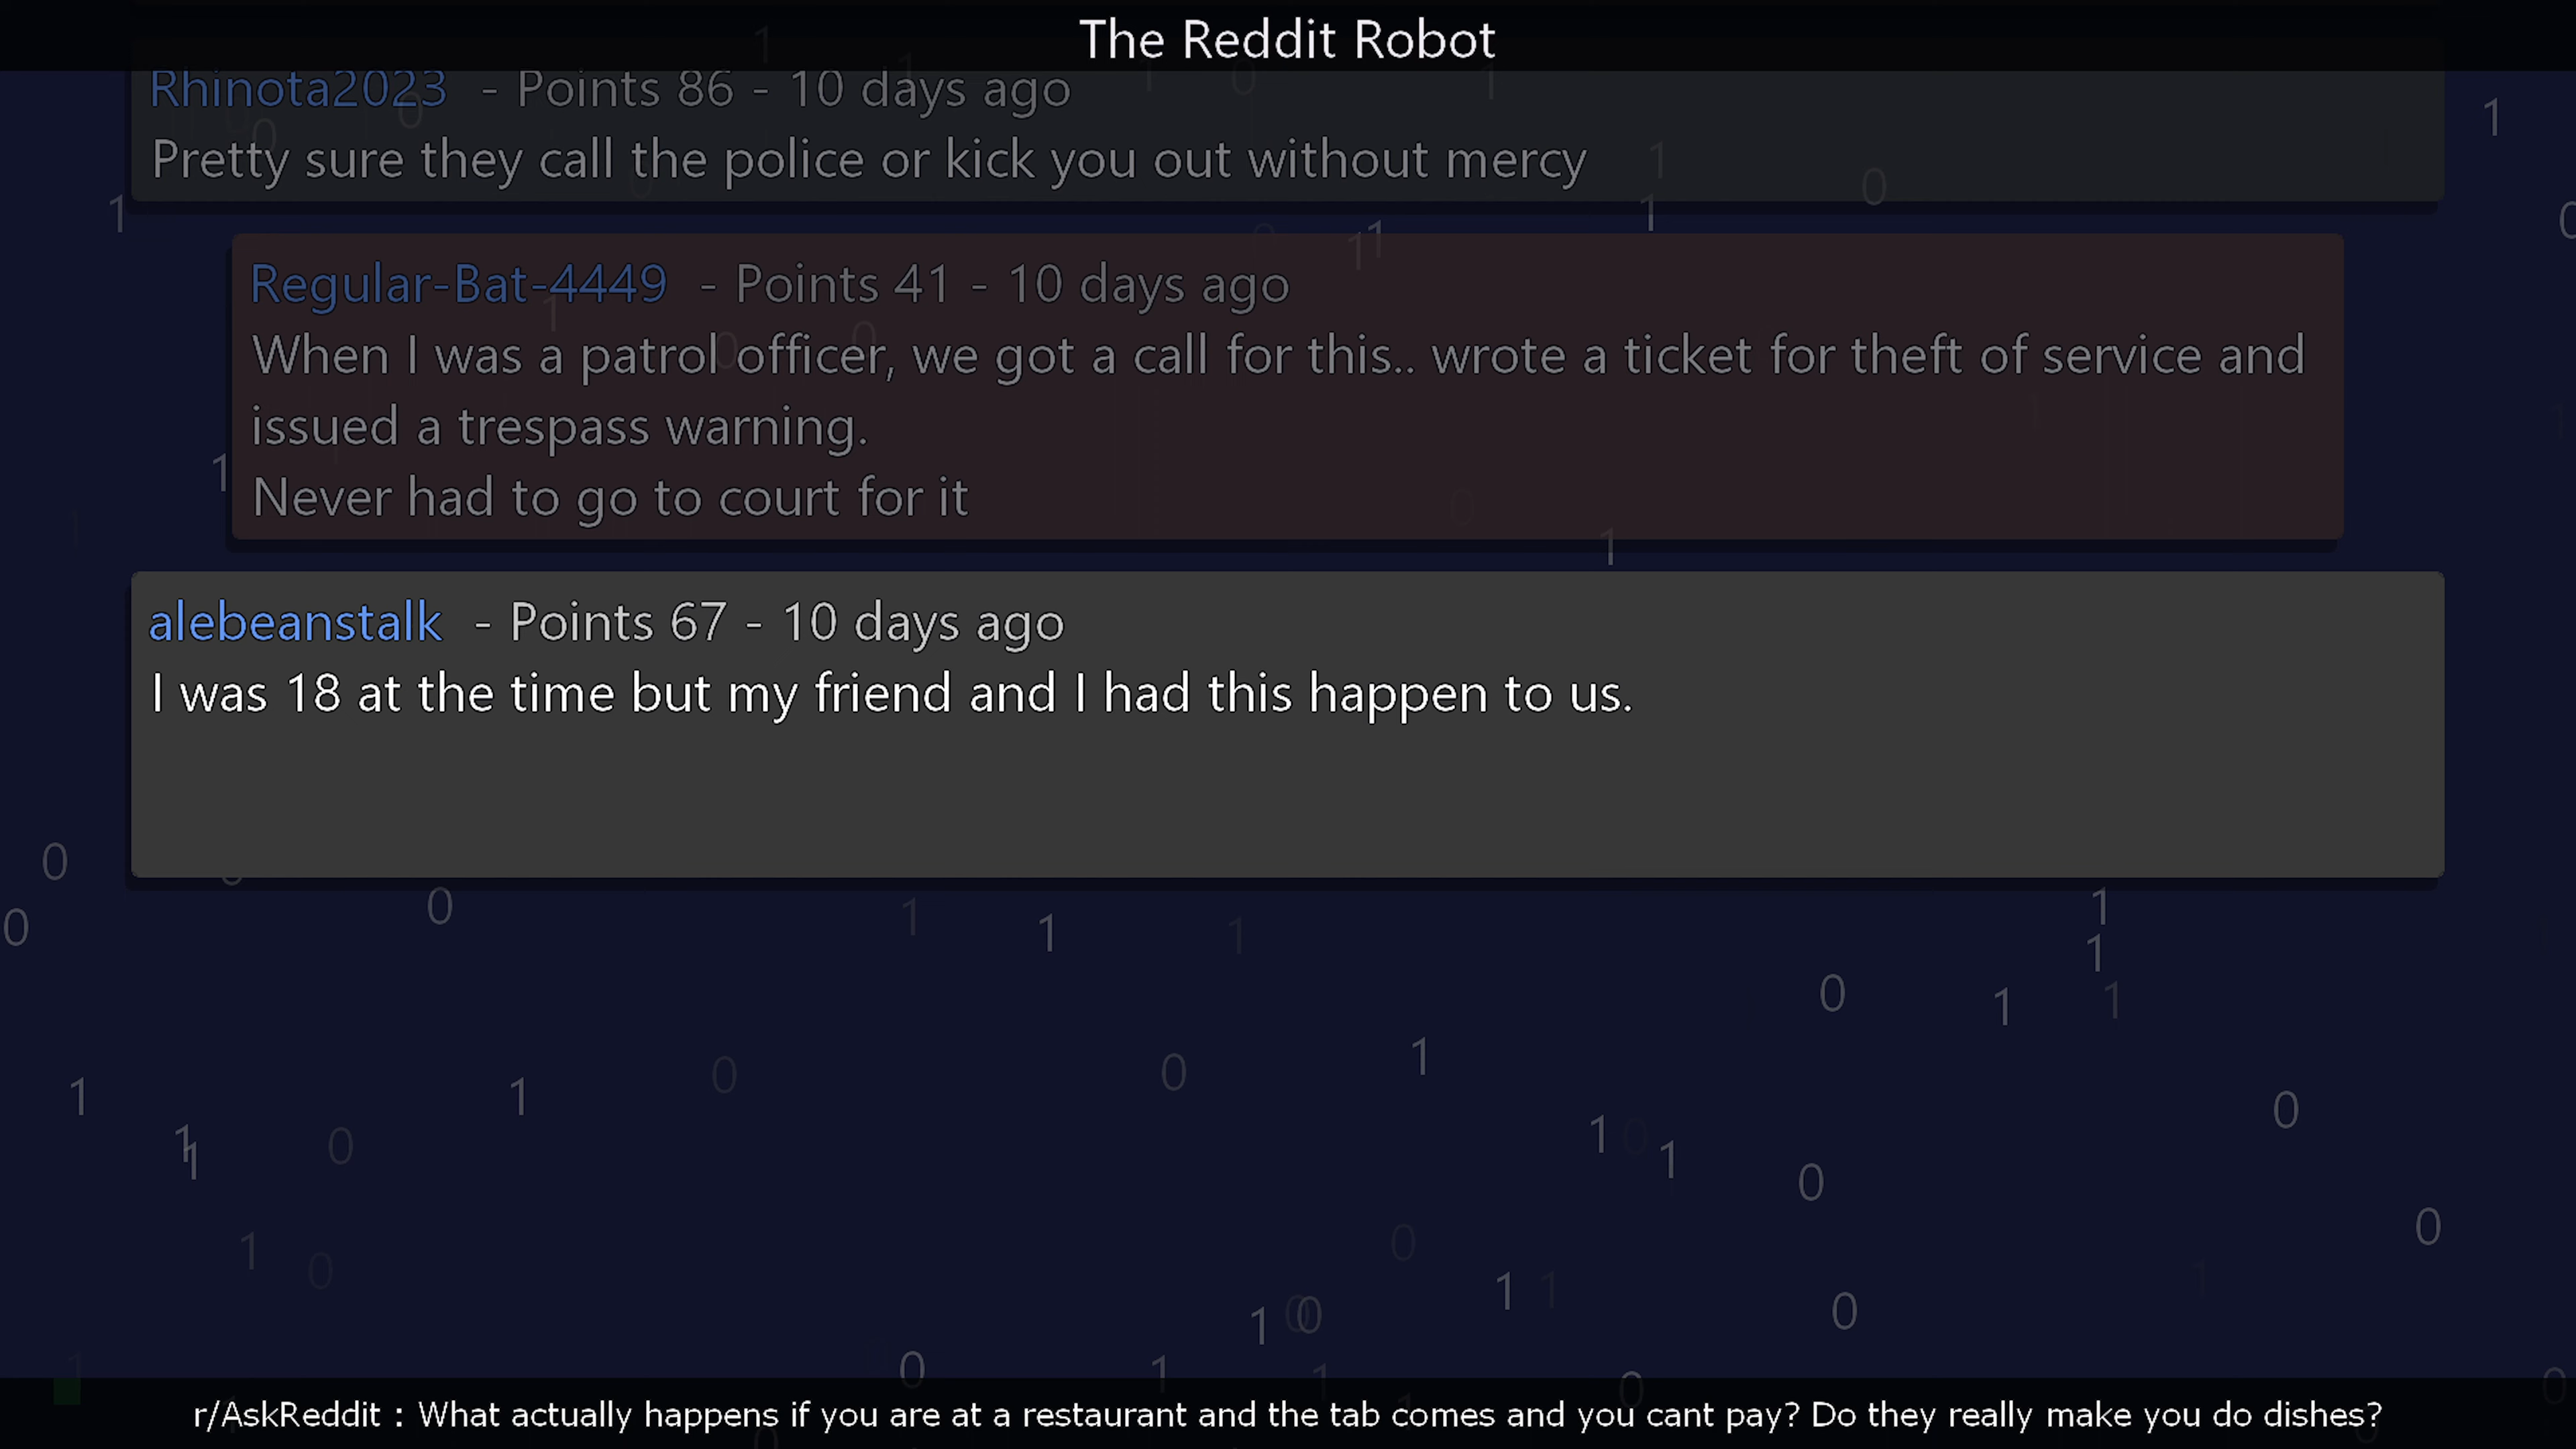 The Reddit Robot
Rhinota2023 - Points 86 - 10 days ago
Pretty sure they call the police or kick you out without mercy
Regular-Bat-4449 - Points 41 - 10 days ago
When I was a patrol officer, we got a call for this.. wrote a ticket for theft of service and
issued a trespass warning.
Never had to go to court for it
alebeanstalk - Points 67 - 10 days ago
I was 18 at the time but my friend and I had this happen to us.
r/AskReddit : What actually happens if you are at a restaurant and the tab comes and you cant pay? Do they really make you do dishes?